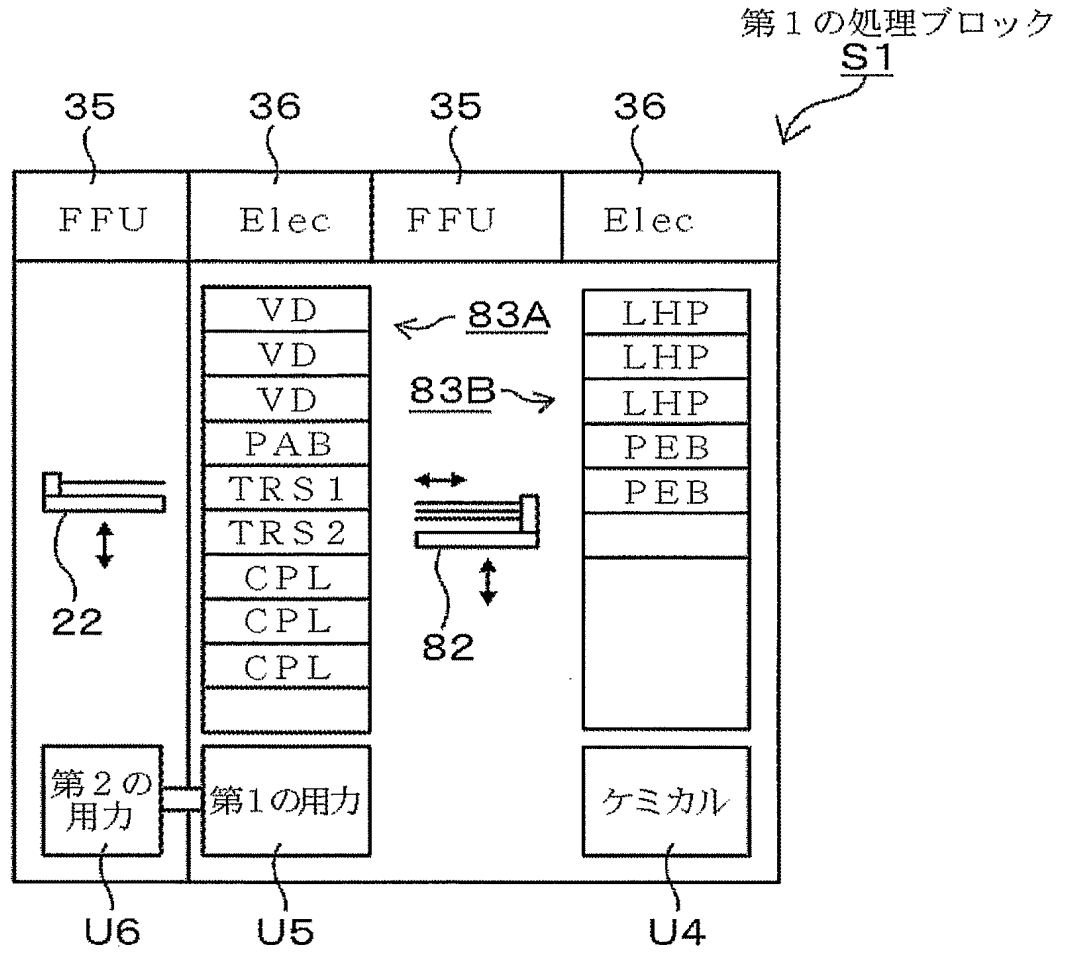 第1の処理ブロック
S1
35
36
35
36
FFU
Elec
FFU
Elec
VD
VD
VD
PAB
TRS1
TRS2
CPL
CPL
CPL
83A
83B
LHP
LHP
LHP
PEB
PEB
22
82
第2の
用力
第1の用力
ケミカル
U6
U5
U4